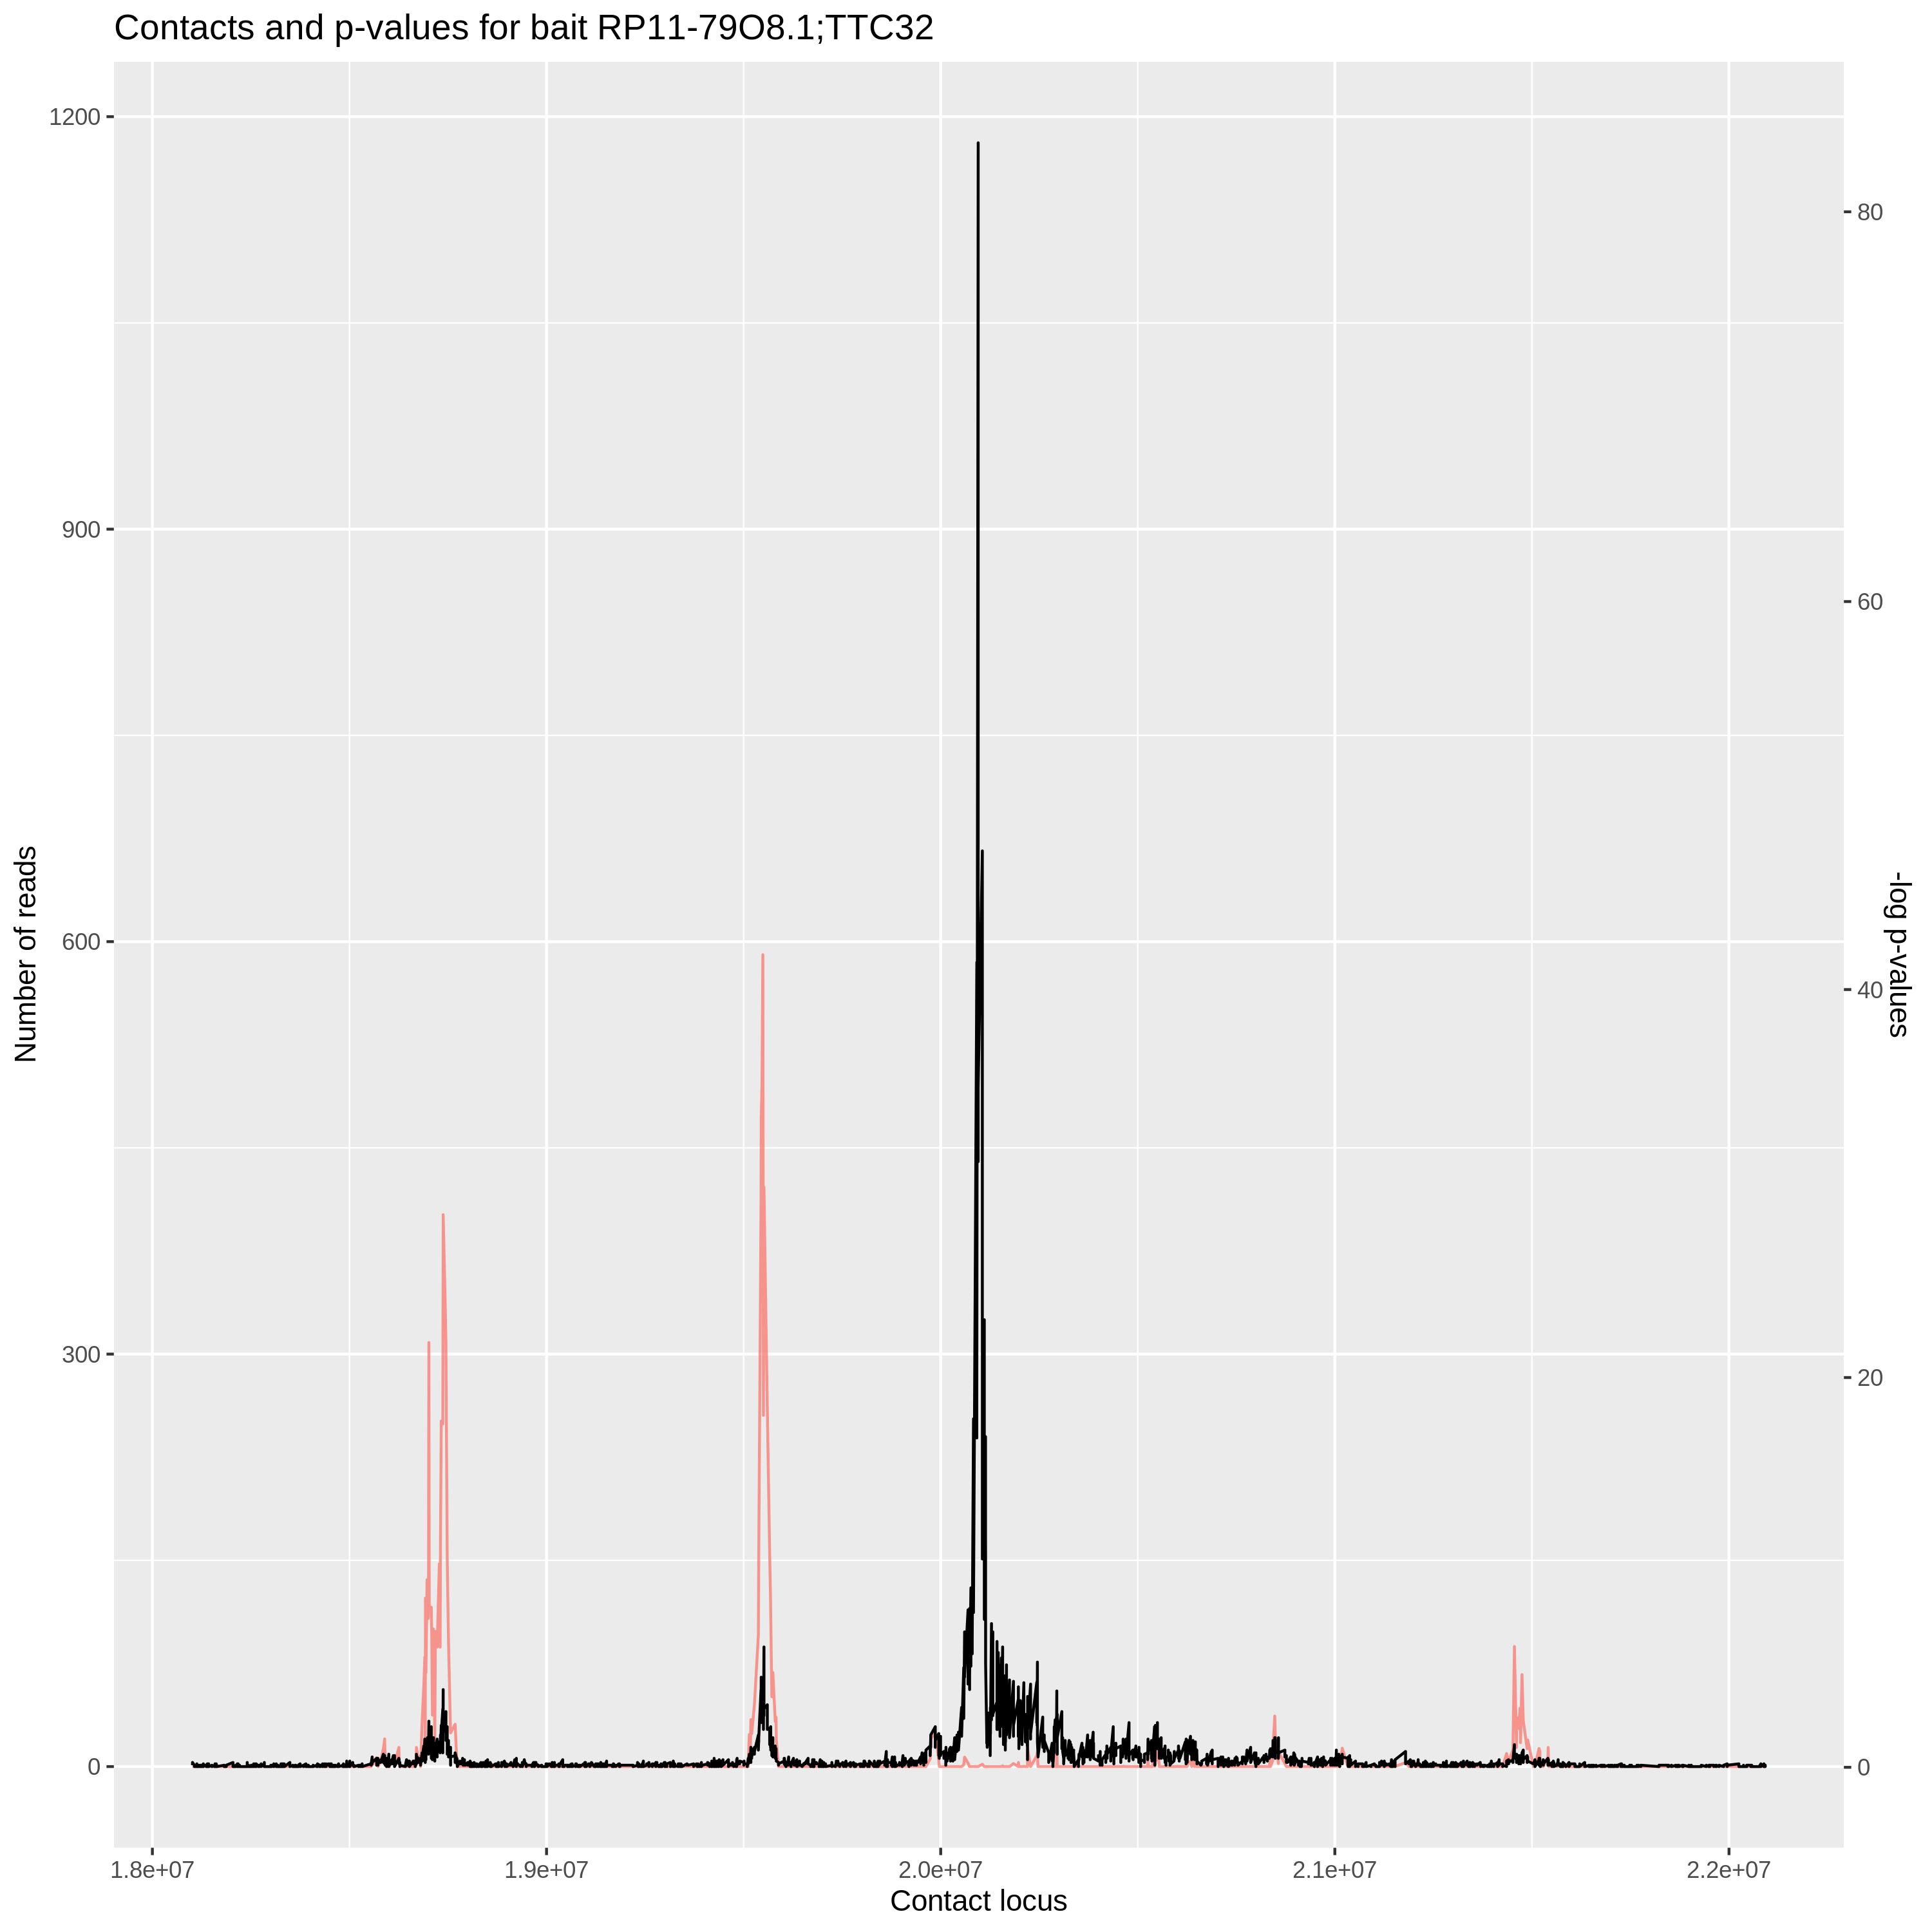 Contacts and p-values for bait RP11-79O8.1;TTC32
1200
900
600
300
0
Number of reads
80
60
40
20
0
-log p-values
1.8e+07
1.9e+07
2.0e+07
2.1e+07
2.2e+07
Contact locus